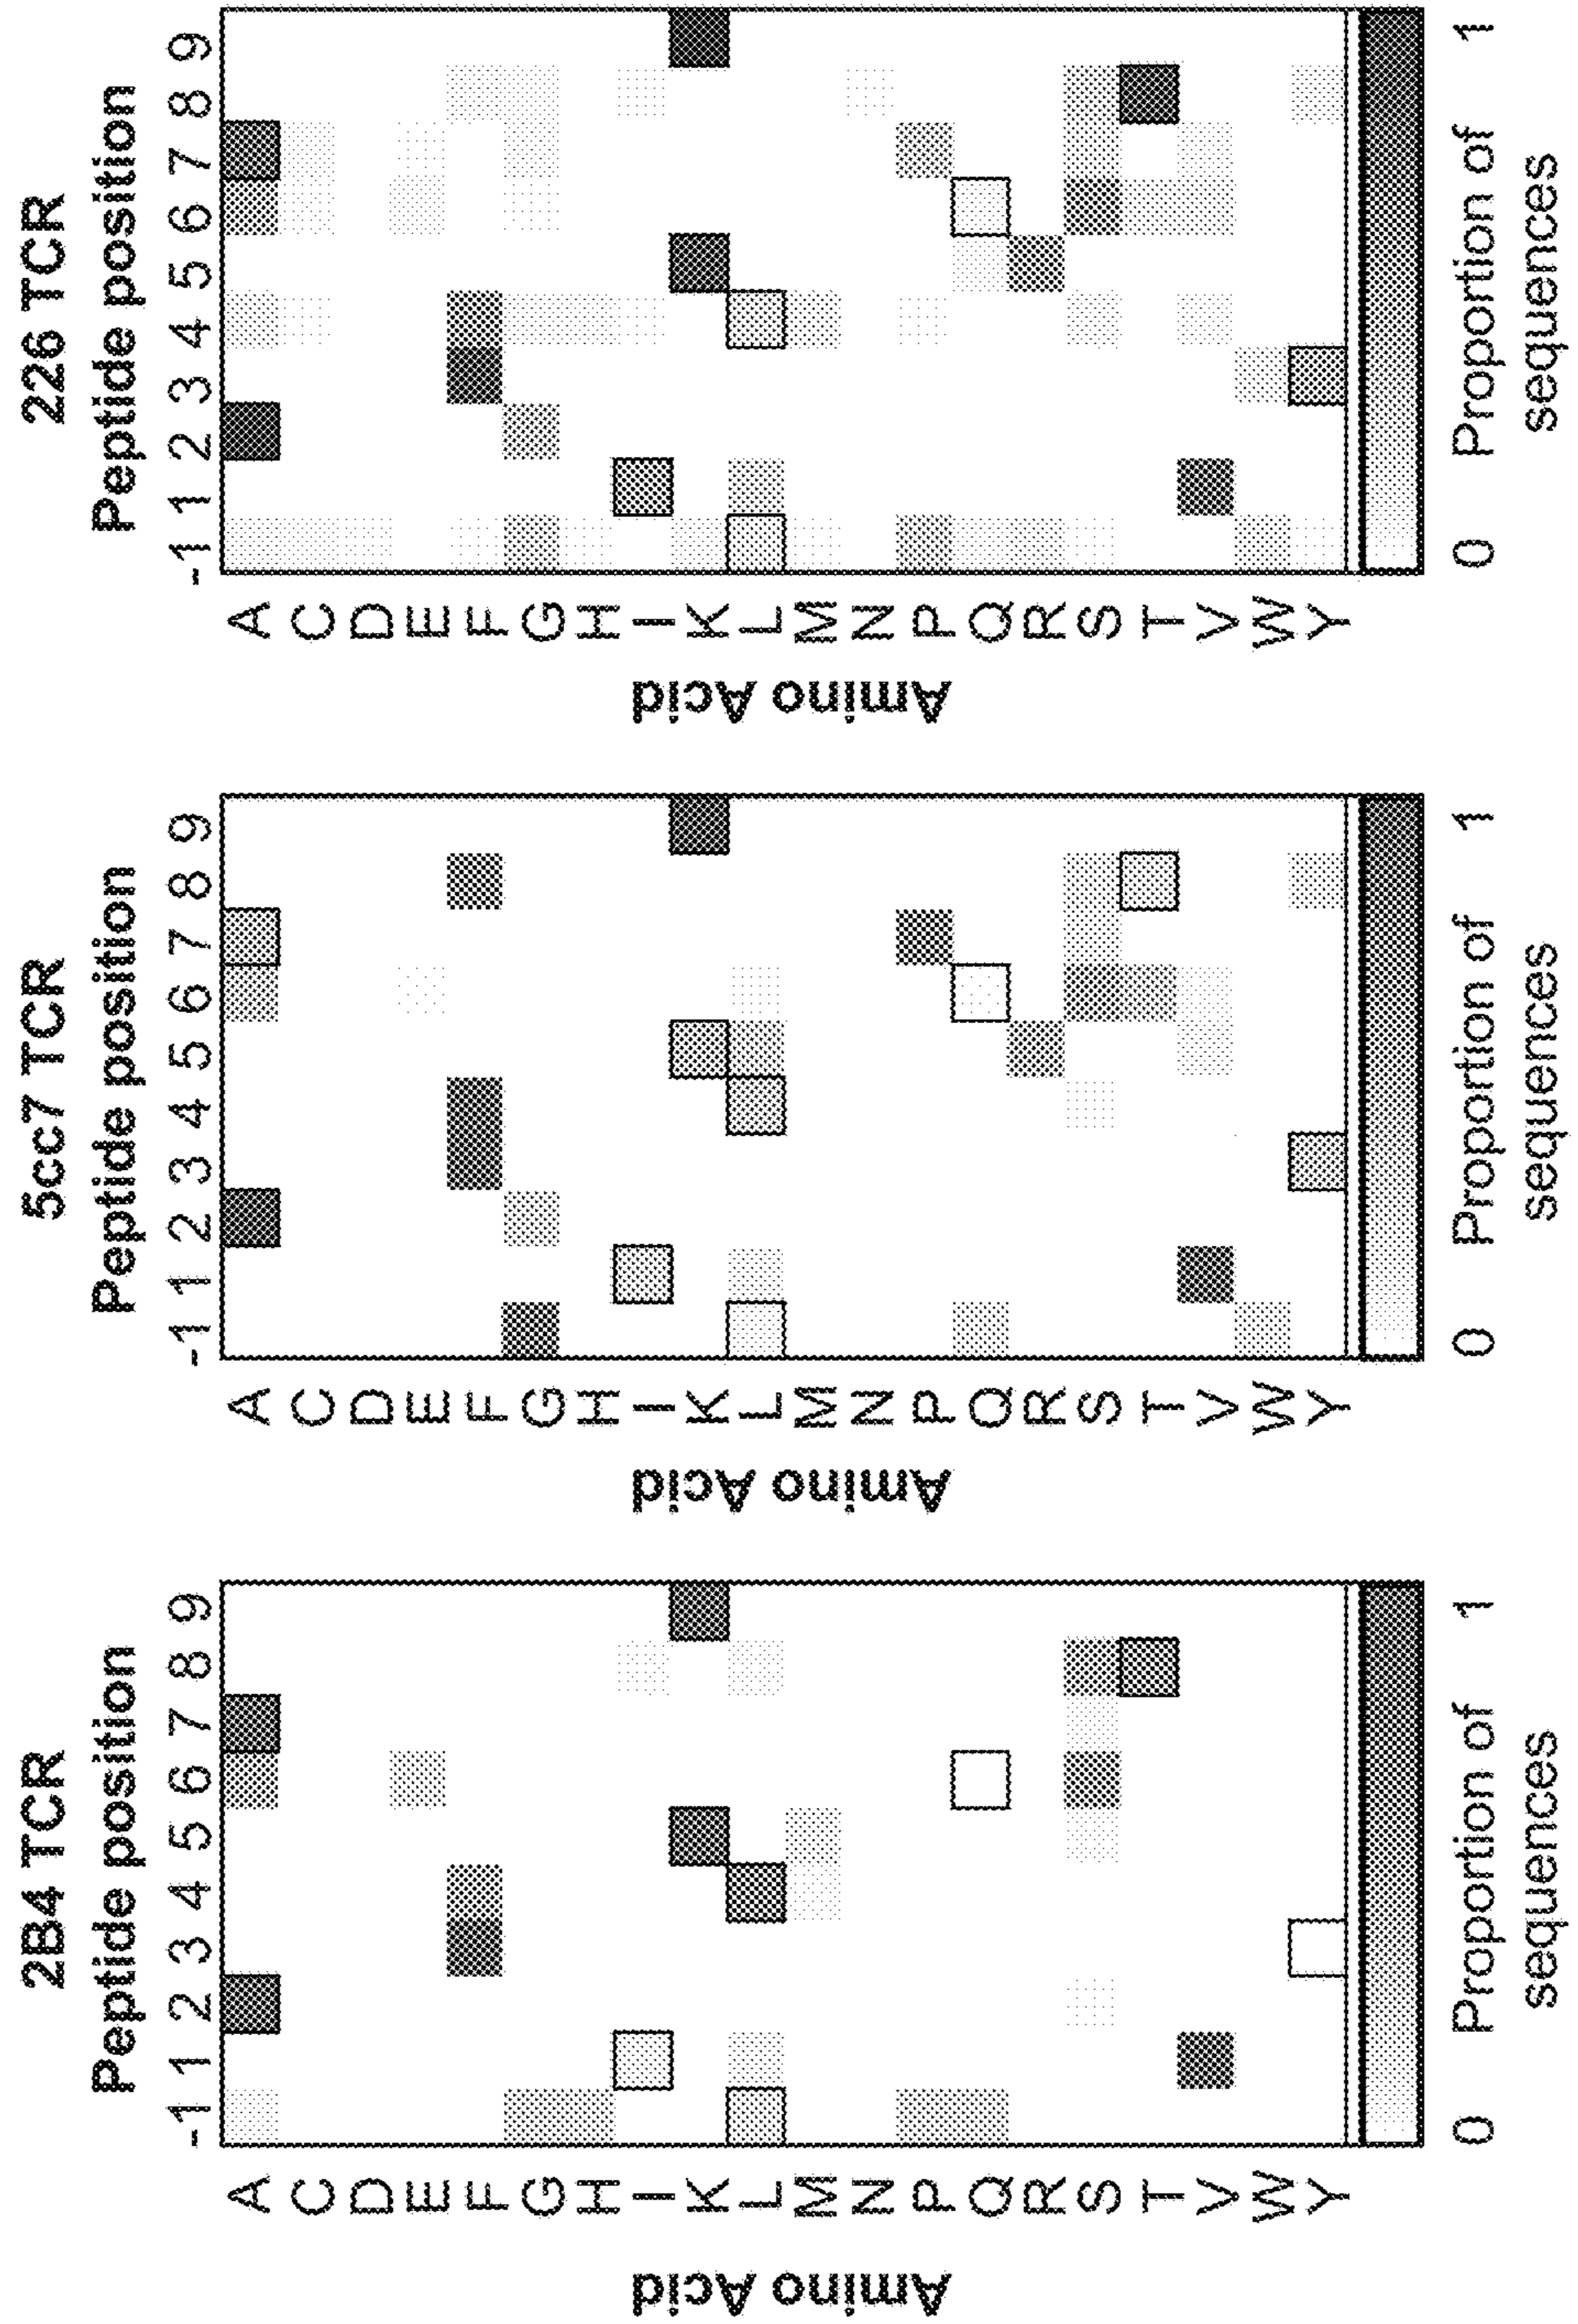 2B4 TCR
Peptide position
-1 1 2 3 4 5 6 7 8 9
Amino Acid
A
C
D
E
F
G
H
I
K
L
M
N
P
Q
R
S
T
V
W
Y
0 Proportion of 1
sequences
5cc7 TCR
Peptide position
-1 1 2 3 4 5 6 7 8 9
Amino Acid
A
C
D
E
F
G
H
I
K
L
M
N
P
Q
R
S
T
V
W
Y
0 Proportion of 1
sequences
226 TCR
Peptide position
-1 1 2 3 4 5 6 7 8 9
Amino Acid
A
C
D
E
F
G
H
I
K
L
M
N
P
Q
R
S
T
V
W
Y
0 Proportion of 1
sequences